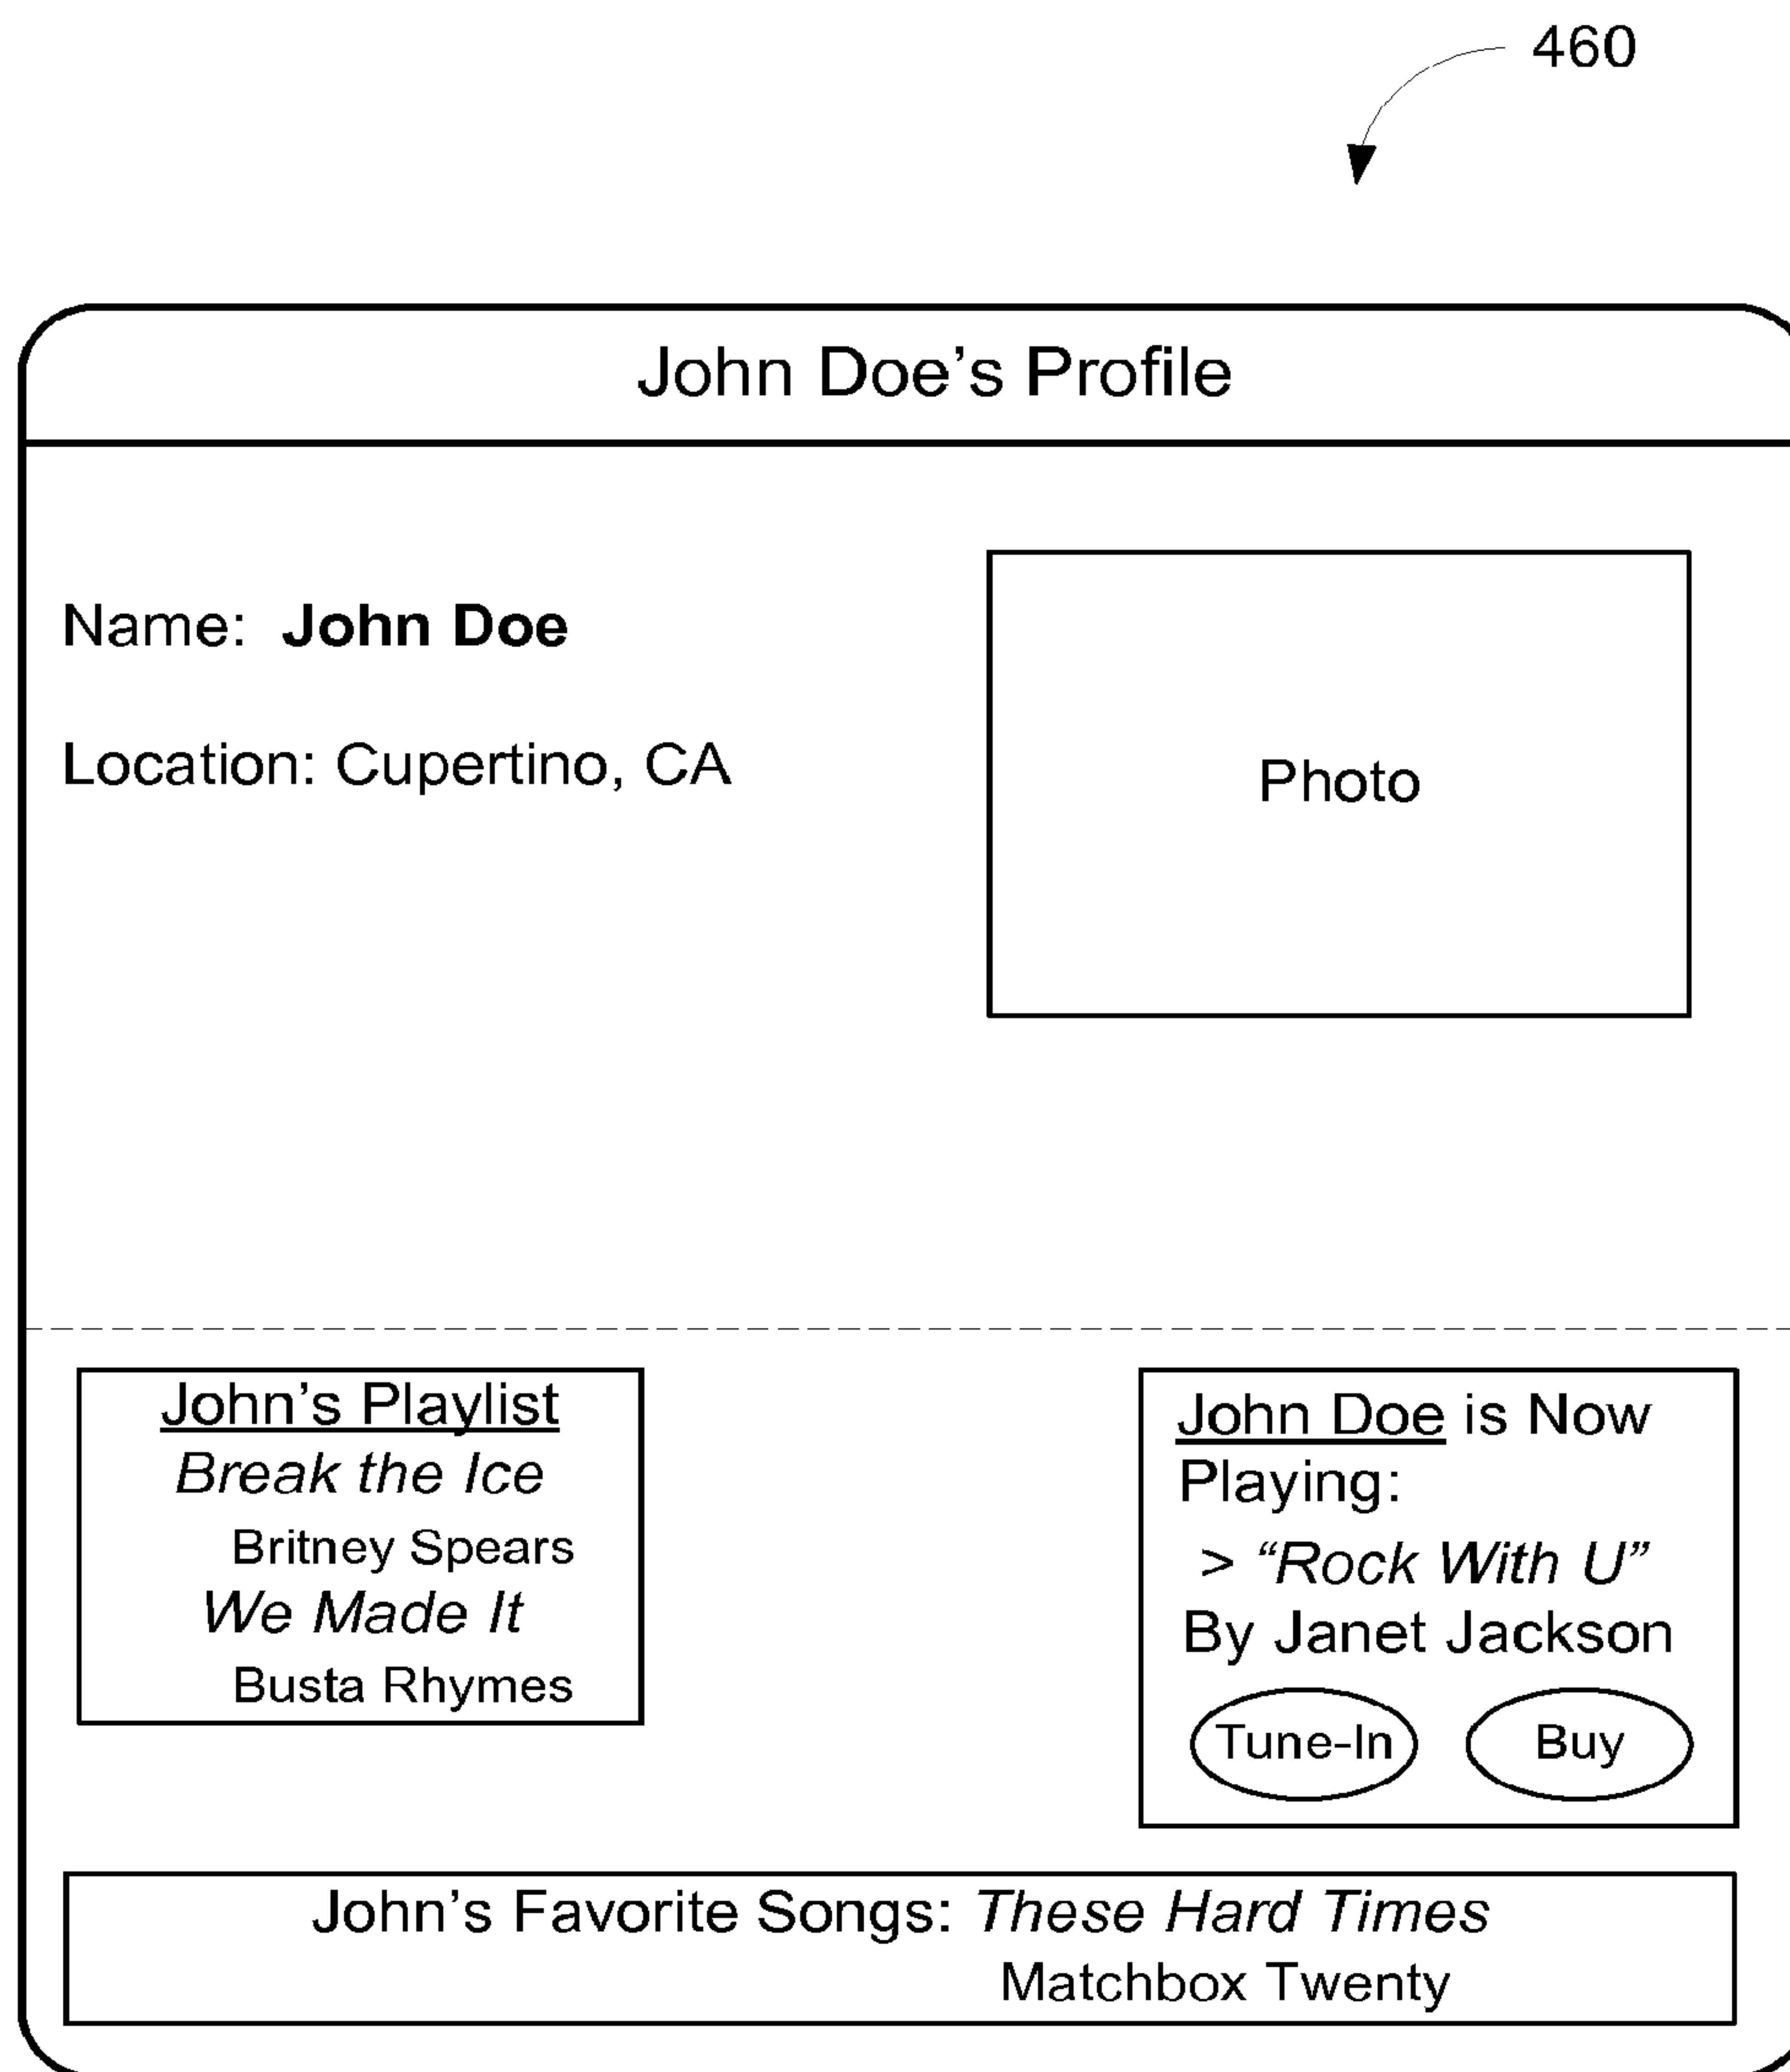 460
John Doe’s Profile
Name: John Doe
Location: Cupertino, CA
Photo
John’s Playlist
Break the Ice
Britney Spears
We Made It
Busta Rhymes
John Doe is Now
Playing:
> “Rock With U”
By Janet Jackson
Tune-In
Buy
John’s Favorite Songs: These Hard Times
Matchbox Twenty